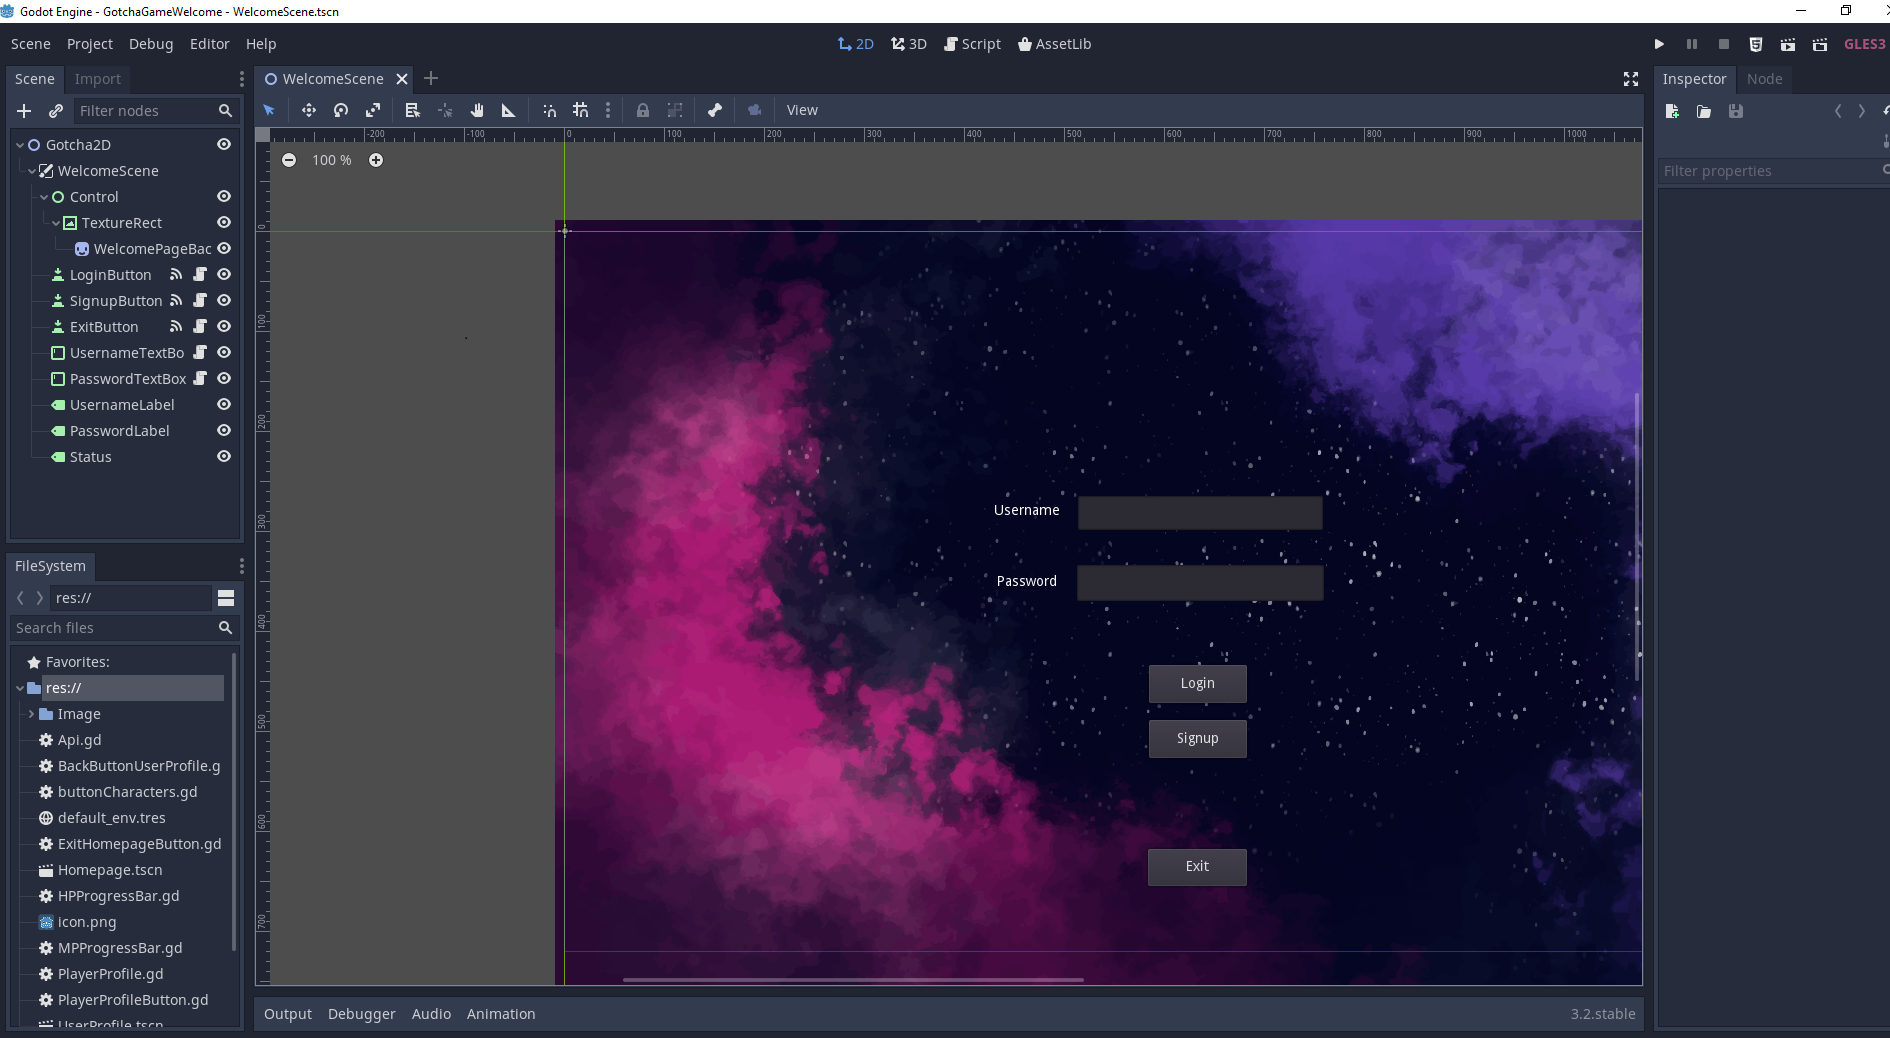 Godot Engine - GotchaGameWelcome - WelcomeScene.tscn
Scene Project Debug Editor Help
2D 3D Script AssetLib
GLES3
Scene Import
WelcomeScene
Inspector Node
Filter nodes
View
Gotcha2D
WelcomeScene
Control
TextureRect
WelcomePageBac
LoginButton
SignupButton
ExitButton
UsernameTextBo
PasswordTextBox
UsernameLabel
PasswordLabel
Status
-200 -100 0 100 200 300 400 500 600 700 800 900 1000
100 %
0
100
200
300
400
500
600
700
Username
Password
Login
Signup
Exit
Filter properties
FileSystem
res://
Search files
Favorites:
res://
Image
Api.gd
BackButtonUserProfile.g
buttonCharacters.gd
default_env.tres
ExitHomepageButton.gd
Homepage.tscn
HPProgressBar.gd
icon.png
MPProgressBar.gd
PlayerProfile.gd
PlayerProfileButton.gd
UserProfile.tscn
Output Debugger Audio Animation
3.2.stable